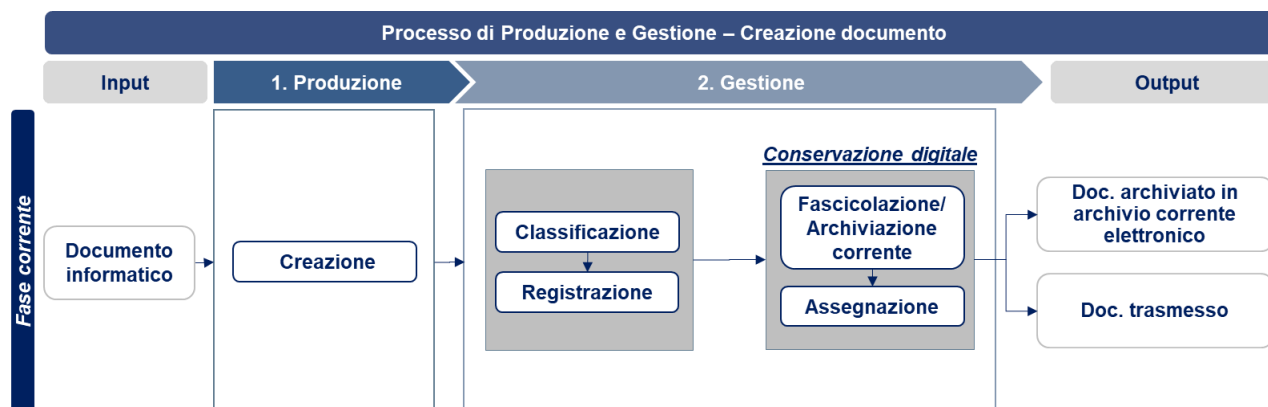 Processo di Produzione e Gestione – Creazione documento
Input
1. Produzione
2. Gestione
Output
Fase corrente
Documento
informatico
Creazione
Classificazione
Registrazione
Conservazione digitale
Fascicolazione/
Archiviazione
corrente
Assegnazione
Doc. archiviato in
archivio corrente
elettronico
Doc. trasmesso